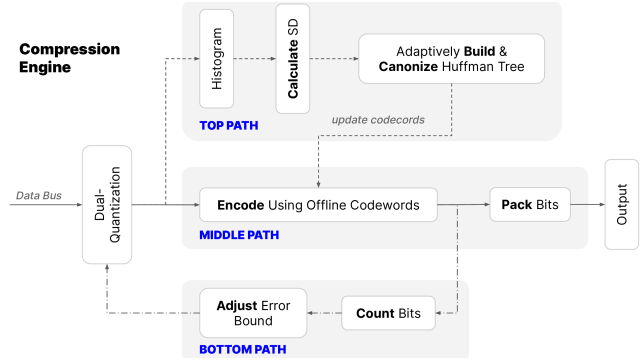 Compression
Engine
Histogram
Calculate SD
Adaptively Build &
Canonize Huffman Tree
TOP PATH
update codecords
Data Bus
Dual-
Quantization
Encode Using Offline Codewords
Pack Bits
Output
MIDDLE PATH
Adjust Error
Bound
Count Bits
BOTTOM PATH